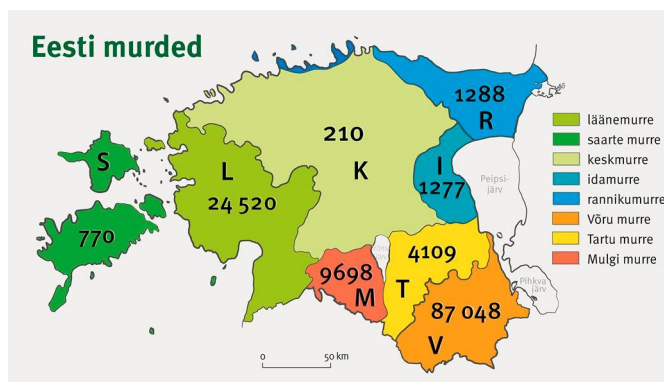 Eesti murded
1288
R
210
K
S
L
24 520
I
1277
770
Peipsi-
järv
4109
T
9698
M
87 048
V
Pihkva
järv
0 50 km
läänemurre
saarte murre
keskmurre
idamurre
rannikumurre
Võru murre
Tartu murre
Mulgi murre